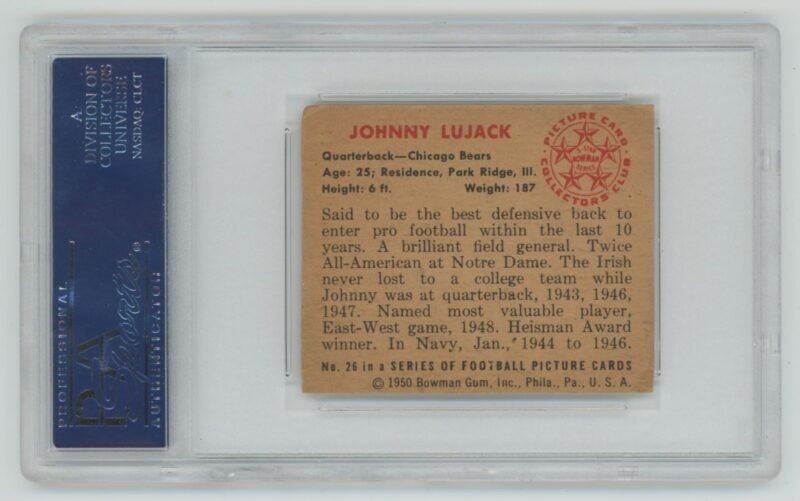 A
DIVISION OF
COLLECTORS
UNIVERSE
NASDAQ: CLCT
PROFESSIONAL
PSA
Sports
®
AUTHENTICATOR
JOHNNY LUJACK
Quarterback—Chicago Bears
Age: 25; Residence, Park Ridge, Ill.
Height: 6 ft. Weight: 187
PICTURE CARD
5-STAR
BOWMAN
SERIES
COLLECTORS' CLUB
Said to be the best defensive back to
enter pro football within the last 10
years. A brilliant field general. Twice
All-American at Notre Dame. The Irish
never lost to a college team while
Johnny was at quarterback, 1943, 1946,
1947. Named most valuable player,
East-West game, 1948. Heisman Award
winner. In Navy, Jan., 1944 to 1946.
No. 26 in a SERIES OF FOOTBALL PICTURE CARDS
© 1950 Bowman Gum, Inc., Phila., Pa., U. S. A.